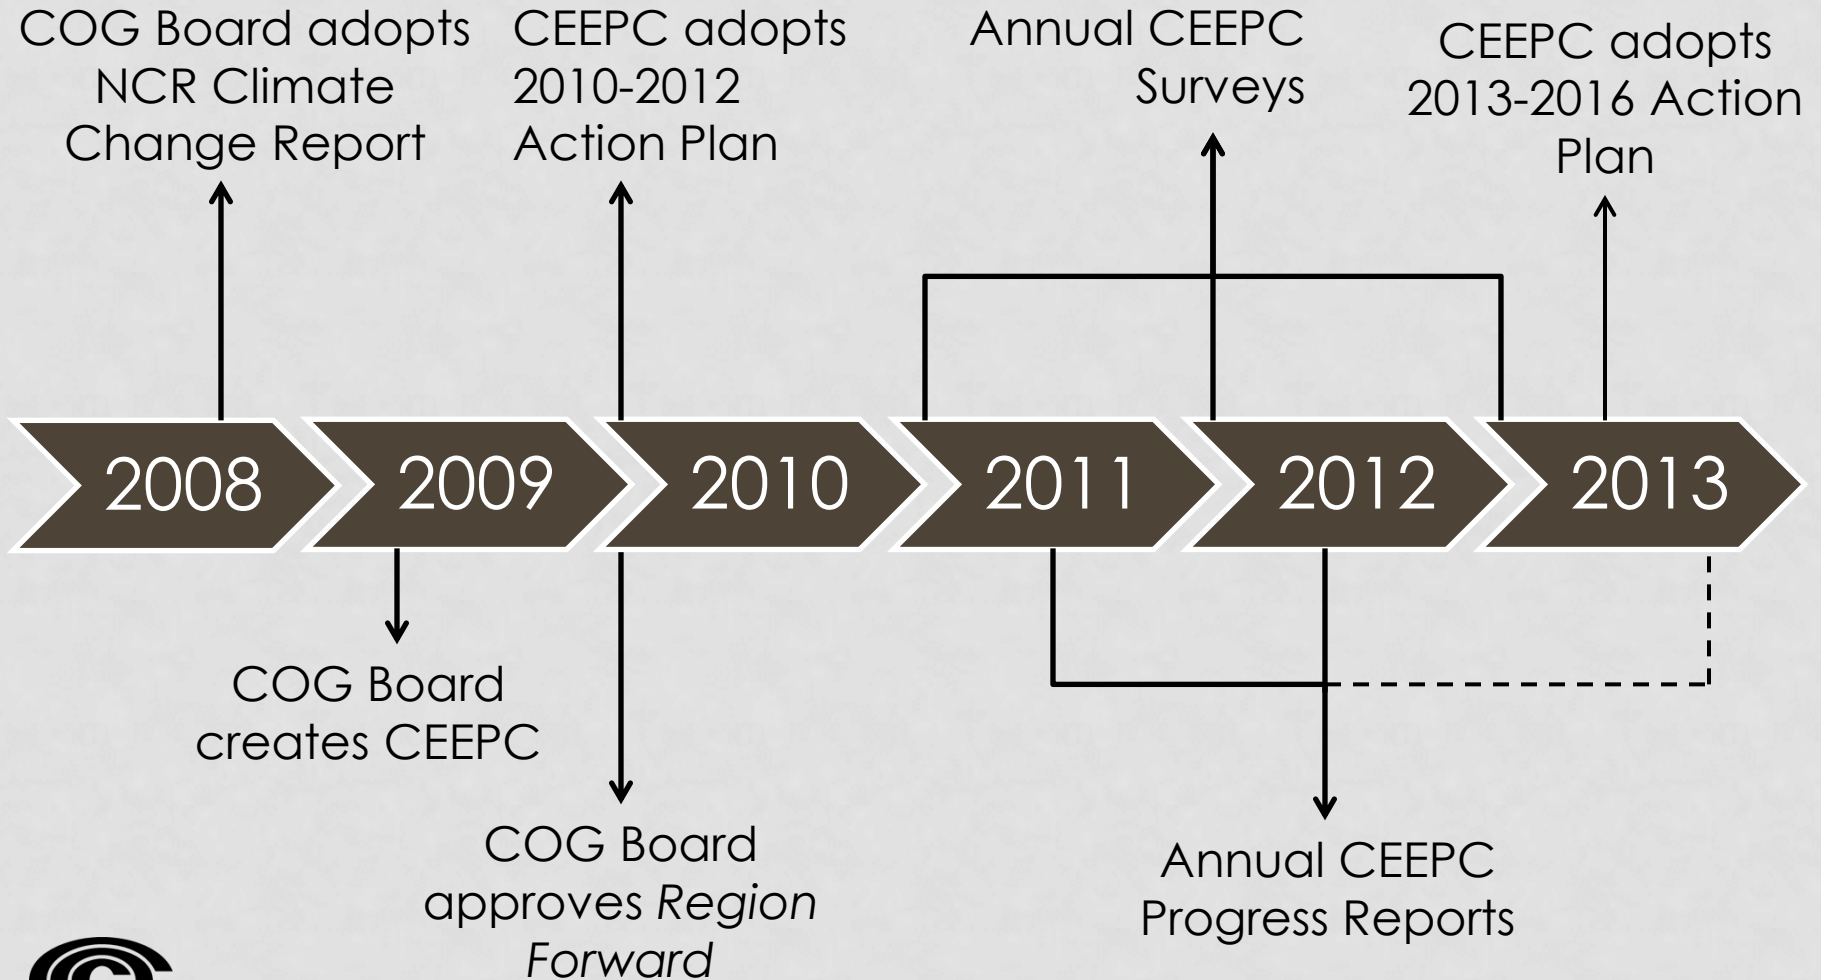 COG Board adopts
NCR Climate
Change Report
CEEPC adopts
2010-2012
Action Plan
Annual CEEPC
Surveys
CEEPC adopts
2013-2016 Action
Plan
2008
2009
2010
2011
2012
2013
COG Board
creates CEEPC
COG Board
approves Region
Forward
Annual CEEPC
Progress Reports